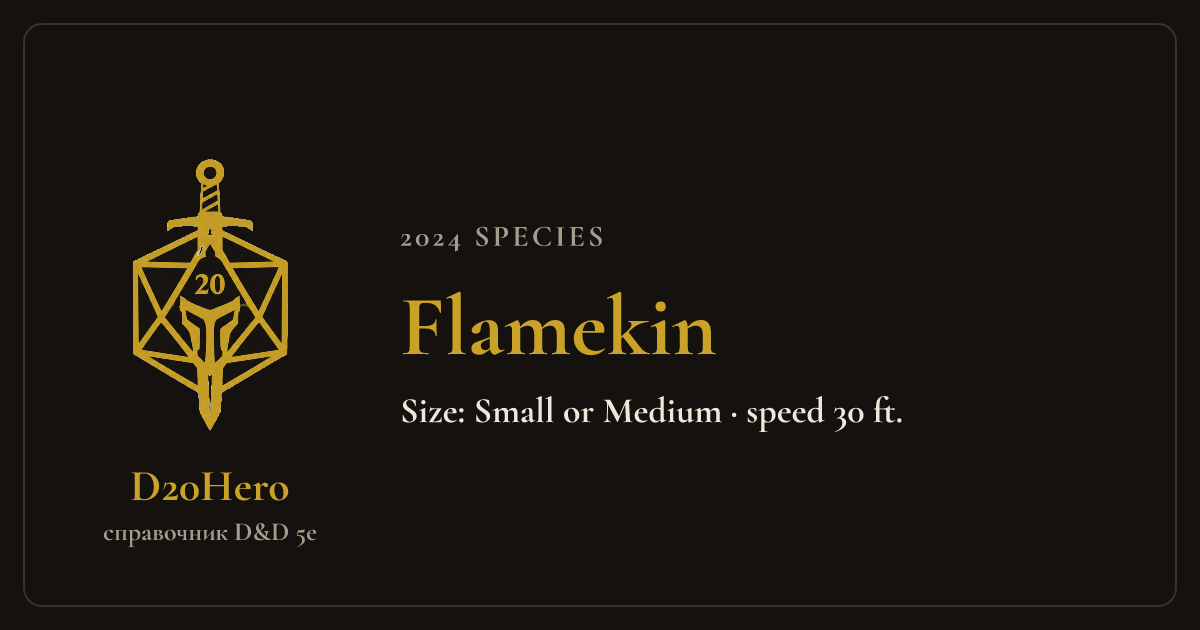 20
D20Hero
справочник D&D 5e
2024 SPECIES
Flamekin
Size: Small or Medium · speed 30 ft.